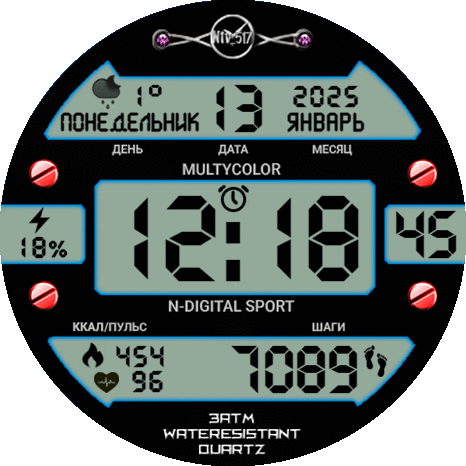 NTV517
1° 13 2025
ПОНЕДЕЛЬНИК ЯНВАРЬ
ДЕНЬ ДАТА МЕСЯЦ
MULTYCOLOR
12:18 45
18%
N-DIGITAL SPORT
ККАЛ/ПУЛЬС ШАГИ
454 7089
96
3ATM
WATERESISTANT
QUARTZ